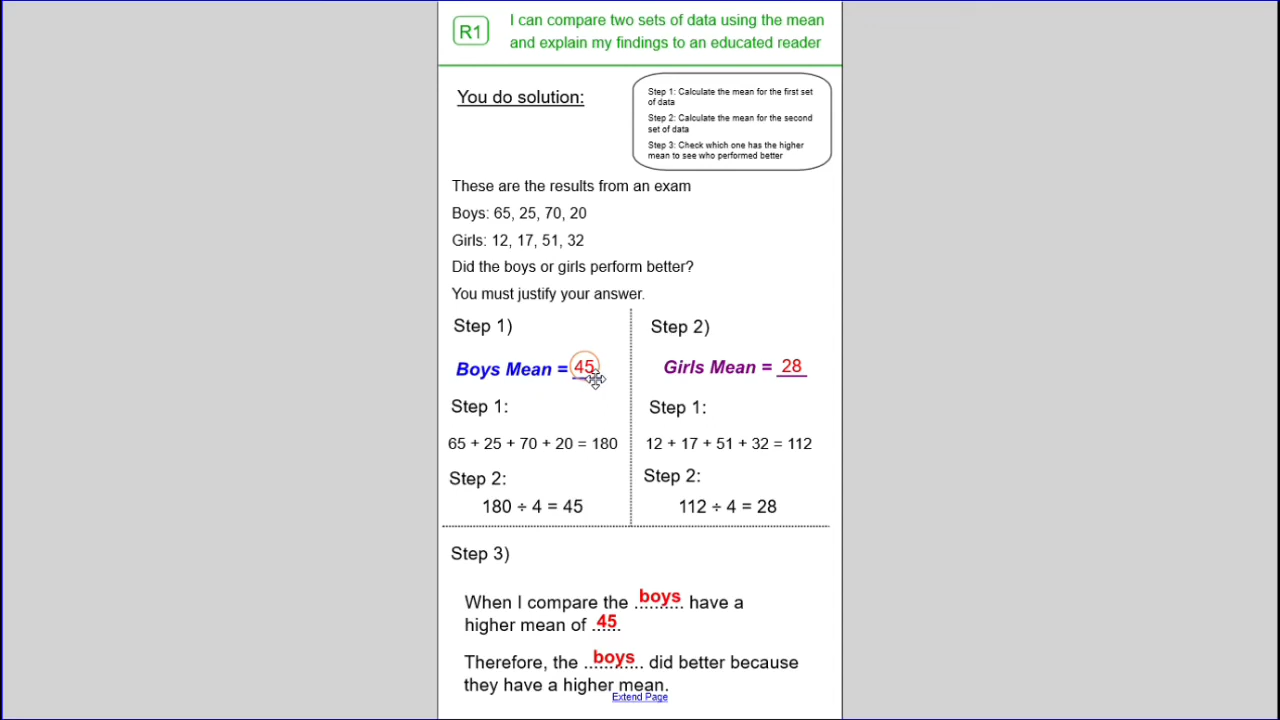 R1
I can compare two sets of data using the mean
and explain my findings to an educated reader
You do solution:
Step 1: Calculate the mean for the first set
of data
Step 2: Calculate the mean for the second
set of data
Step 3: Check which one has the higher
mean to see who performed better
These are the results from an exam
Boys: 65, 25, 70, 20
Girls: 12, 17, 51, 32
Did the boys or girls perform better?
You must justify your answer.
Step 1)
Boys Mean = 45
Step 1:
65 + 25 + 70 + 20 = 180
Step 2:
180 ÷ 4 = 45
Step 2)
Girls Mean = 28
Step 1:
12 + 17 + 51 + 32 = 112
Step 2:
112 ÷ 4 = 28
Step 3)
When I compare the boys have a
higher mean of 45
Therefore, the boys did better because
they have a higher mean.
Extend Page